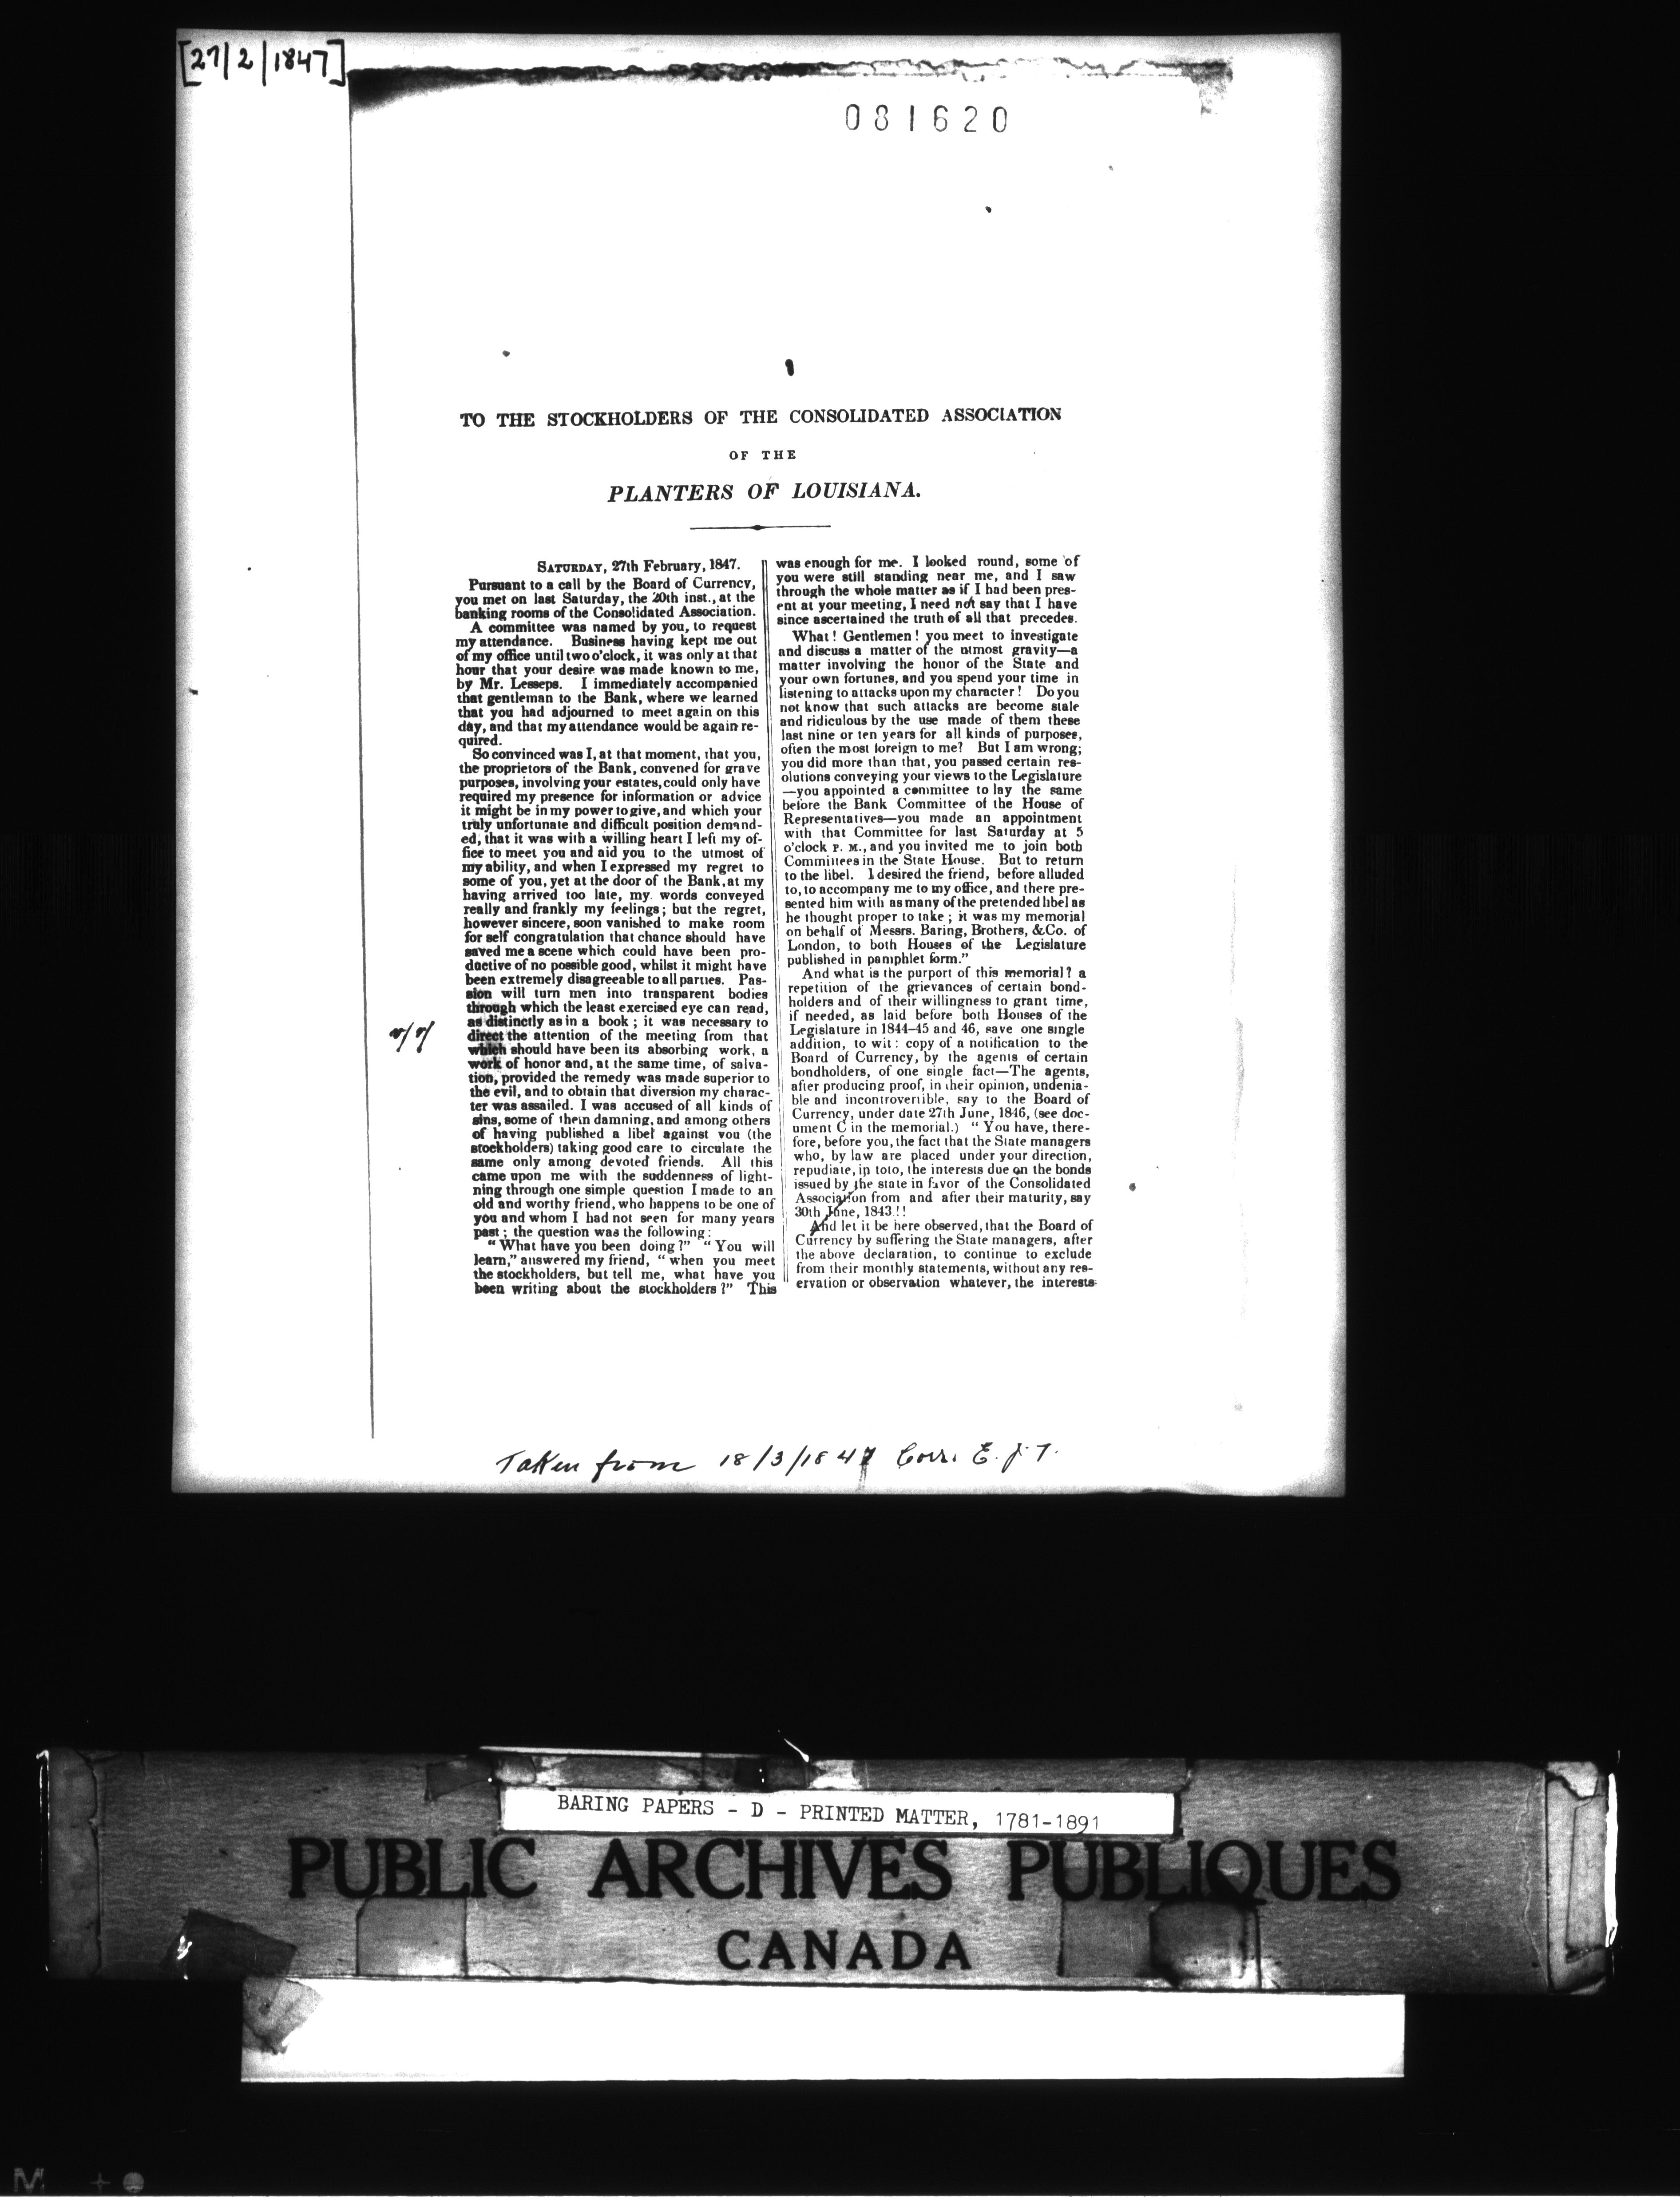 [27/2/1847]
081620
TO THE STOCKHOLDERS OF THE CONSOLIDATED ASSOCIATION
OF THE
PLANTERS OF LOUISIANA.
SATURDAY, 27th February, 1847.
Pursuant to a call by the Board of Currency,
you met on last Saturday, the 20th inst., at the
banking rooms of the Consolidated Association.
A committee was named by you, to request
my attendance. Business having kept me out
of my office until two o'clock, it was only at that
hour that your desire was made known to me,
by Mr. Lesseps. I immediately accompanied
that gentleman to the Bank, where we learned
that you had adjourned to meet again on this
day, and that my attendance would be again re-
quired.
So convinced was I, at that moment, that you,
the proprietors of the Bank, convened for grave
purposes, involving your estates, could only have
required my presence for information or advice
it might be in my power to give, and which your
truly unfortunate and difficult position demand-
ed, that it was with a willing heart I left my of-
fice to meet you and aid you to the utmost of
my ability, and when I expressed my regret to
some of you, yet at the door of the Bank, at my
having arrived too late, my words conveyed
really and frankly my feelings; but the regret,
however sincere, soon vanished to make room
for self congratulation that chance should have
saved me a scene which could have been pro-
ductive of no possible good, whilst it might have
been extremely disagreeable to all parties. Pas-
sion will turn men into transparent bodies
through which the least exercised eye can read,
as distinctly as in a book; it was necessary to
direct the attention of the meeting from that
which should have been its absorbing work, a
work of honor and, at the same time, of salva-
tion, provided the remedy was made superior to
the evil, and to obtain that diversion my charac-
ter was assailed. I was accused of all kinds of
sins, some of them damning, and among others
of having published a libel against you (the
stockholders) taking good care to circulate the
same only among devoted friends. All this
came upon me with the suddenness of light-
ning through one simple question I made to an
old and worthy friend, who happens to be one of
you and whom I had not seen for many years
past; the question was the following:
"What have you been doing?" "You will
learn," answered my friend, "when you meet
the stockholders, but tell me, what have you
been writing about the stockholders?" This
was enough for me. I looked round, some of
you were still standing near me, and I saw
through the whole matter as if I had been pres-
ent at your meeting, I need not say that I have
since ascertained the truth of all that precedes.
What! Gentlemen! you meet to investigate
and discuss a matter of the utmost gravity—a
matter involving the honor of the State and
your own fortunes, and you spend your time in
listening to attacks upon my character! Do you
not know that such attacks are become stale
and ridiculous by the use made of them these
last nine or ten years for all kinds of purposes,
often the most foreign to me? But I am wrong;
you did more than that, you passed certain res-
olutions conveying your views to the Legislature
—you appointed a committee to lay the same
before the Bank Committee of the House of
Representatives—you made an appointment
with that Committee for last Saturday at 5
o'clock P. M., and you invited me to join both
Committees in the State House. But to return
to the libel. I desired the friend, before alluded
to, to accompany me to my office, and there pre-
sented him with as many of the pretended libel as
he thought proper to take; it was my memorial
on behalf of Messrs. Baring, Brothers, &Co. of
London, to both Houses of the Legislature
published in pamphlet form."
And what is the purport of this memorial? a
repetition of the grievances of certain bond-
holders and of their willingness to grant time,
if needed, as laid before both Houses of the
Legislature in 1844-45 and 46, save one single
addition, to wit: copy of a notification to the
Board of Currency, by the agents of certain
bondholders, of one single fact—The agents,
after producing proof, in their opinion, undenia-
ble and incontrovertible, say to the Board of
Currency, under date 27th June, 1846, (see doc-
ument C in the memorial.) "You have, there-
fore, before you, the fact that the State managers
who, by law are placed under your direction,
repudiate, in toto, the interests due on the bonds
issued by the state in favor of the Consolidated
Association from and after their maturity, say
30th June, 1843!!
And let it be here observed, that the Board of
Currency by suffering the State managers, after
the above declaration, to continue to exclude
from their monthly statements, without any res-
ervation or observation whatever, the interests
Taken from 18/3/1847 Corr. E. J. T.
BARING PAPERS - D - PRINTED MATTER, 1781-1891
PUBLIC ARCHIVES PUBLIQUES
CANADA